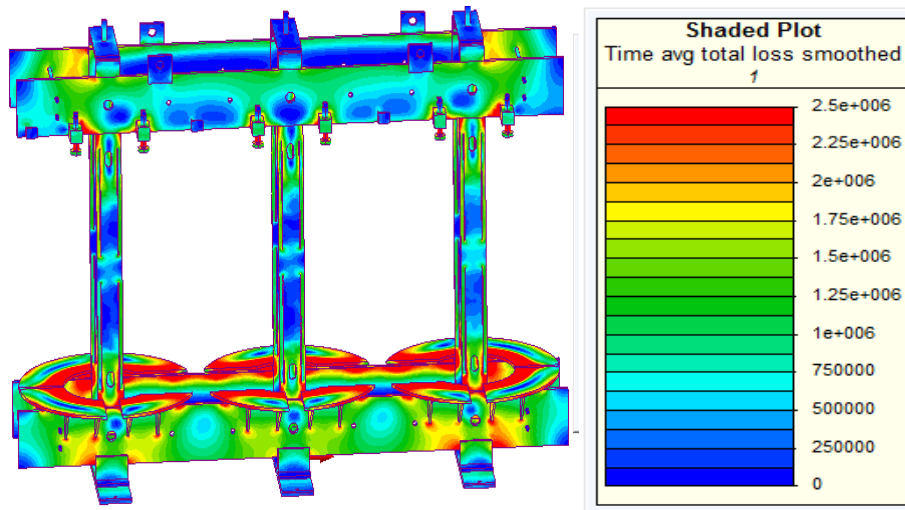 Shaded Plot
Time avg total loss smoothed
1
2.5e+006
2.25e+006
2e+006
1.75e+006
1.5e+006
1.25e+006
1e+006
750000
500000
250000
0